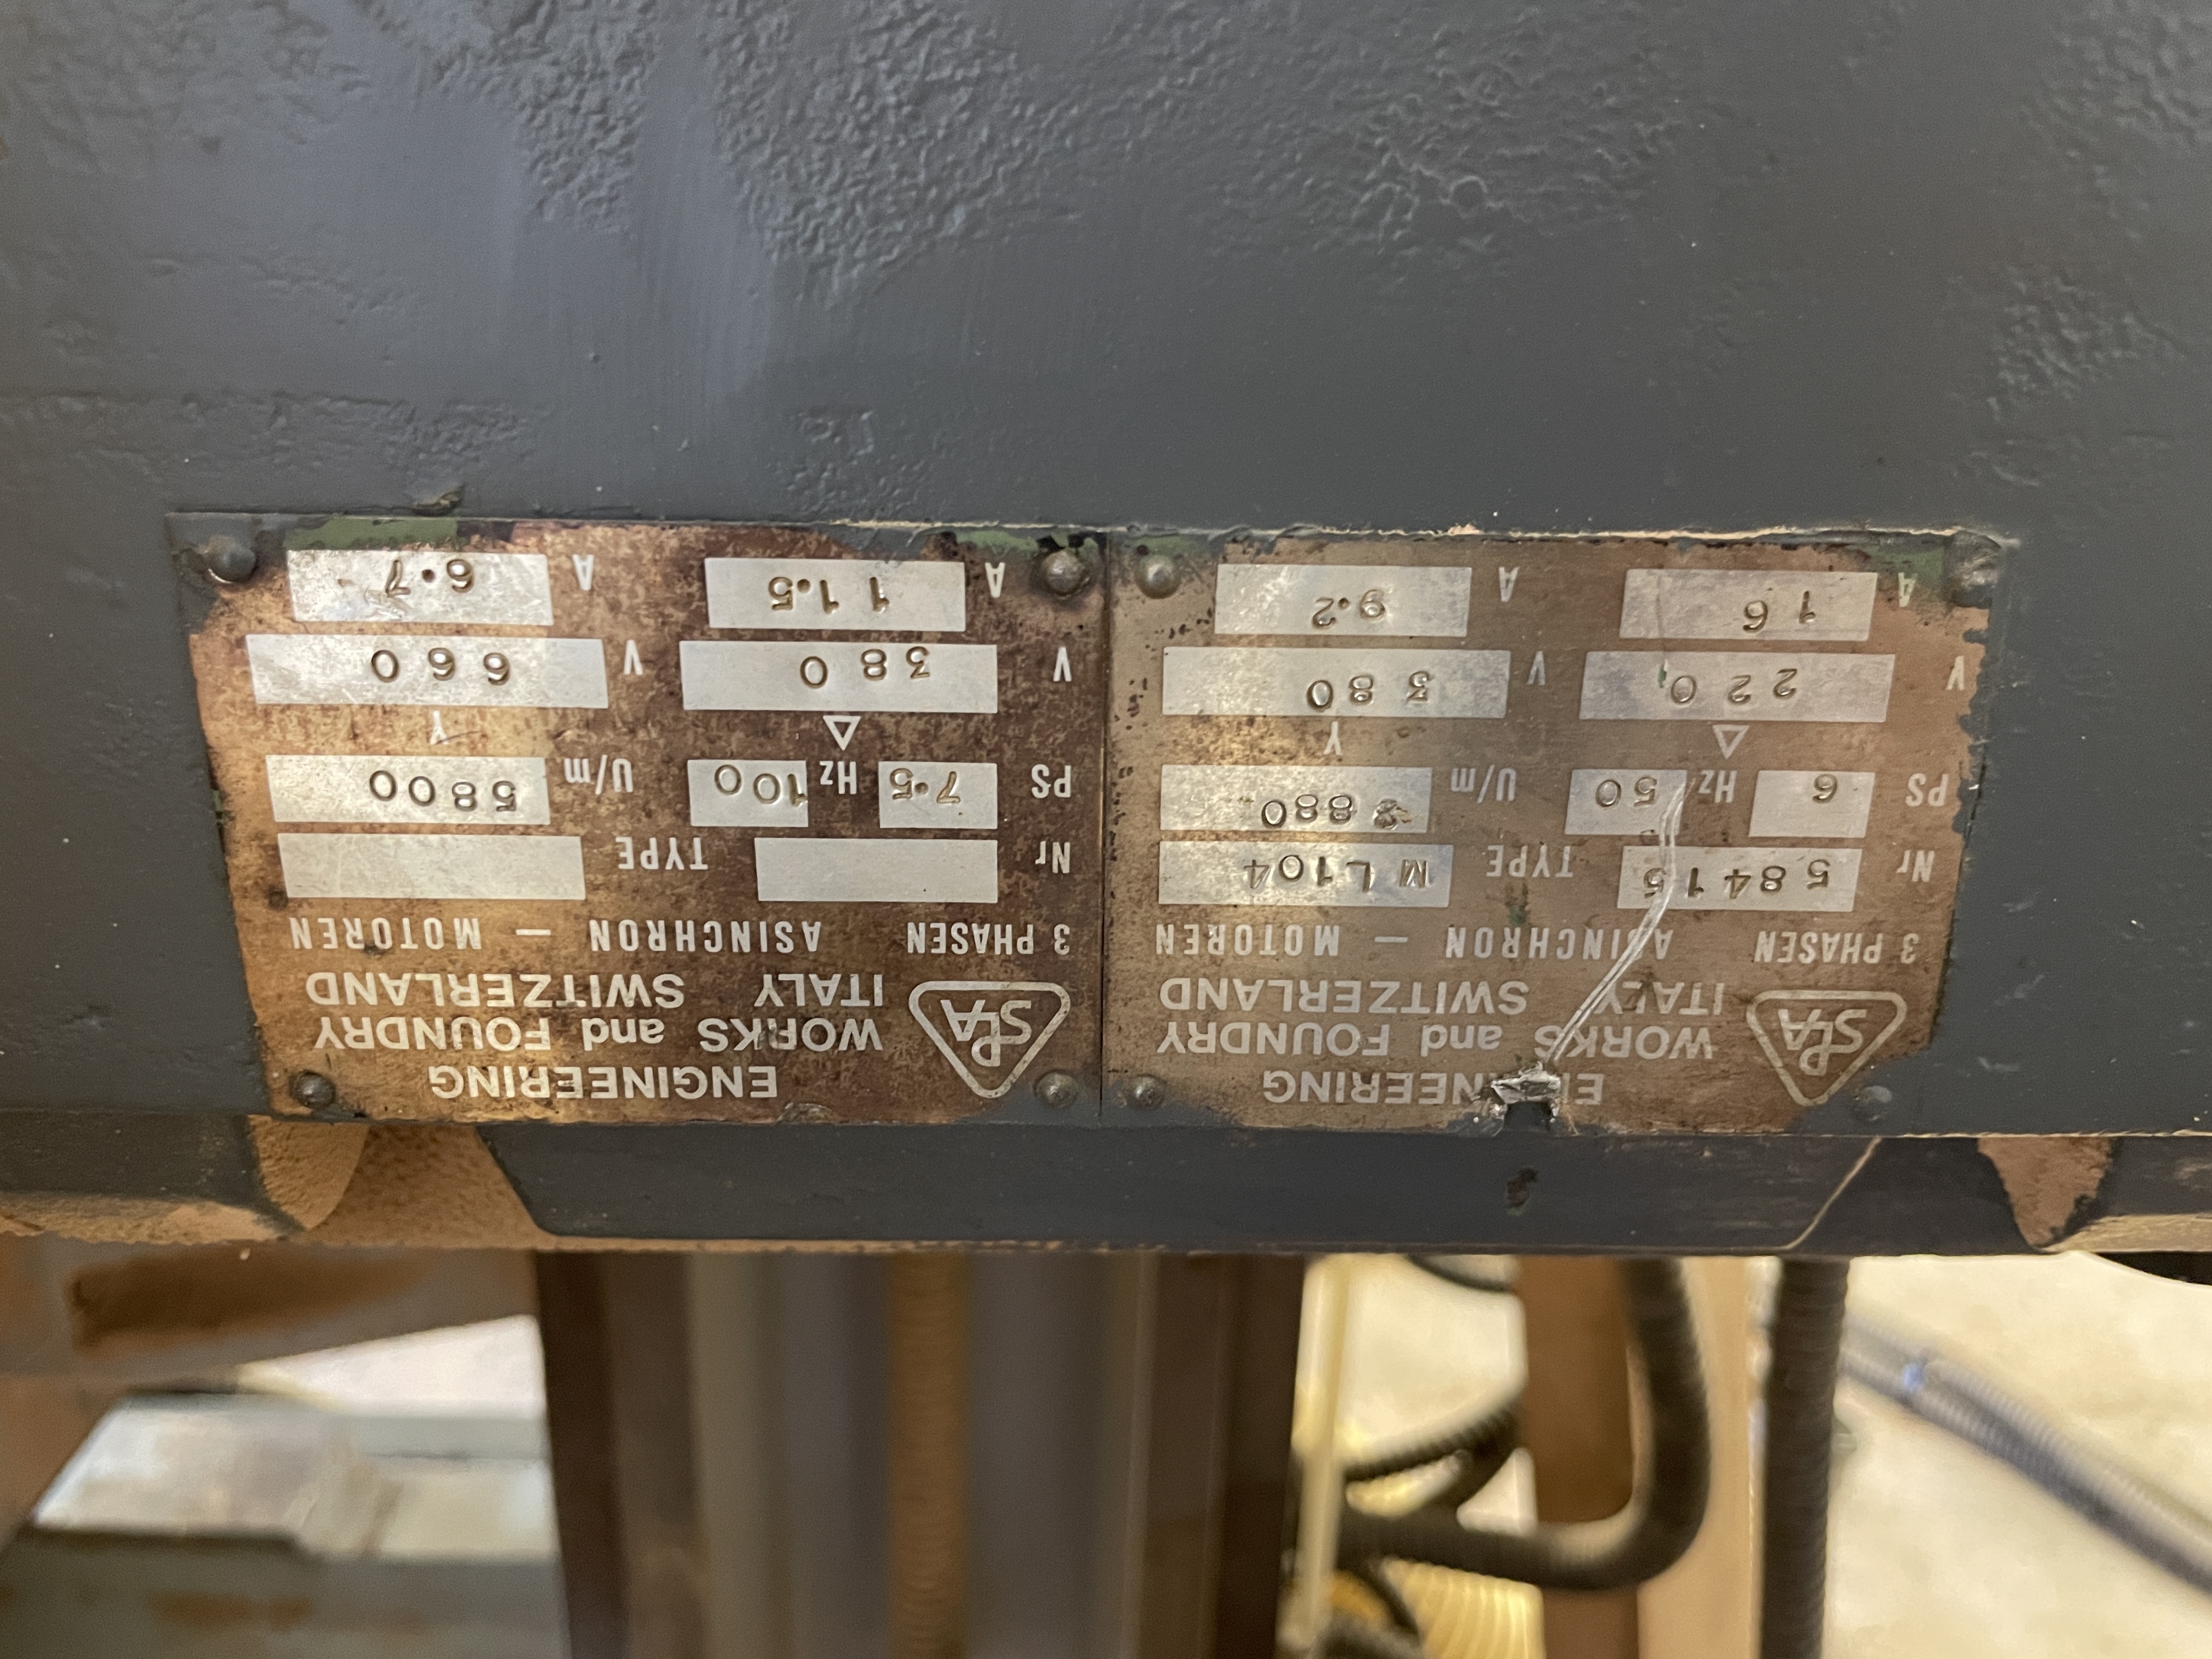 SPA
ENGINEERING
WORKS and FOUNDRY
ITALY SWITZERLAND
3 PHASEN ASINCHRON — MOTOREN
Nr 58415 TYPE ML104
PS 6 Hz 50 U/m 2880
△ Y
V 220 V 380
A 16 A 9.2
SPA
ENGINEERING
WORKS and FOUNDRY
ITALY SWITZERLAND
3 PHASEN ASINCHRON — MOTOREN
Nr TYPE
PS 7.5 Hz 100 U/m 5800
△ Y
V 380 V 660
A 11.5 A 6.7